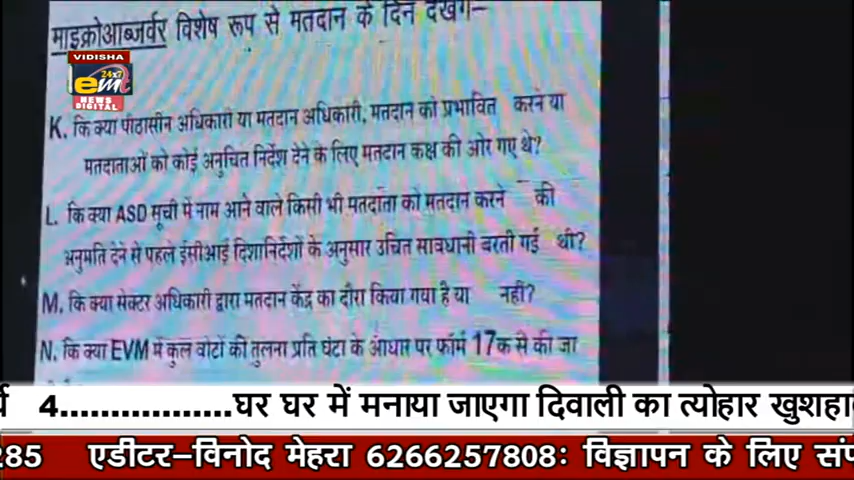 माइक्रोआब्जर्वर विशेष रूप से मतदान के दिन देखेंगे–
VIDISHA
24x7
emt
NEWS
DIGITAL
K. कि क्या पीठासीन अधिकारी या मतदान अधिकारी, मतदान को प्रभावित करने या
मतदाताओं को कोई अनुचित निर्देश देने के लिए मतदान कक्ष की ओर गए थे?
L. कि क्या ASD सूची में नाम आने वाले किसी भी मतदाता को मतदान करने की
अनुमति देने से पहले ईसीआई दिशानिर्देशों के अनुसार उचित सावधानी बरती गई थी?
M. कि क्या सेक्टर अधिकारी द्वारा मतदान केंद्र का दौरा किया गया है या नहीं?
N. कि क्या EVM में कुल वोटों की तुलना प्रति घंटा के आधार पर फॉर्म 17क से की जा
4.................घर घर में मनाया जाएगा दिवाली का त्योहार
285 एडीटर–विनोद मेहरा 6266257808: विज्ञापन के लिए